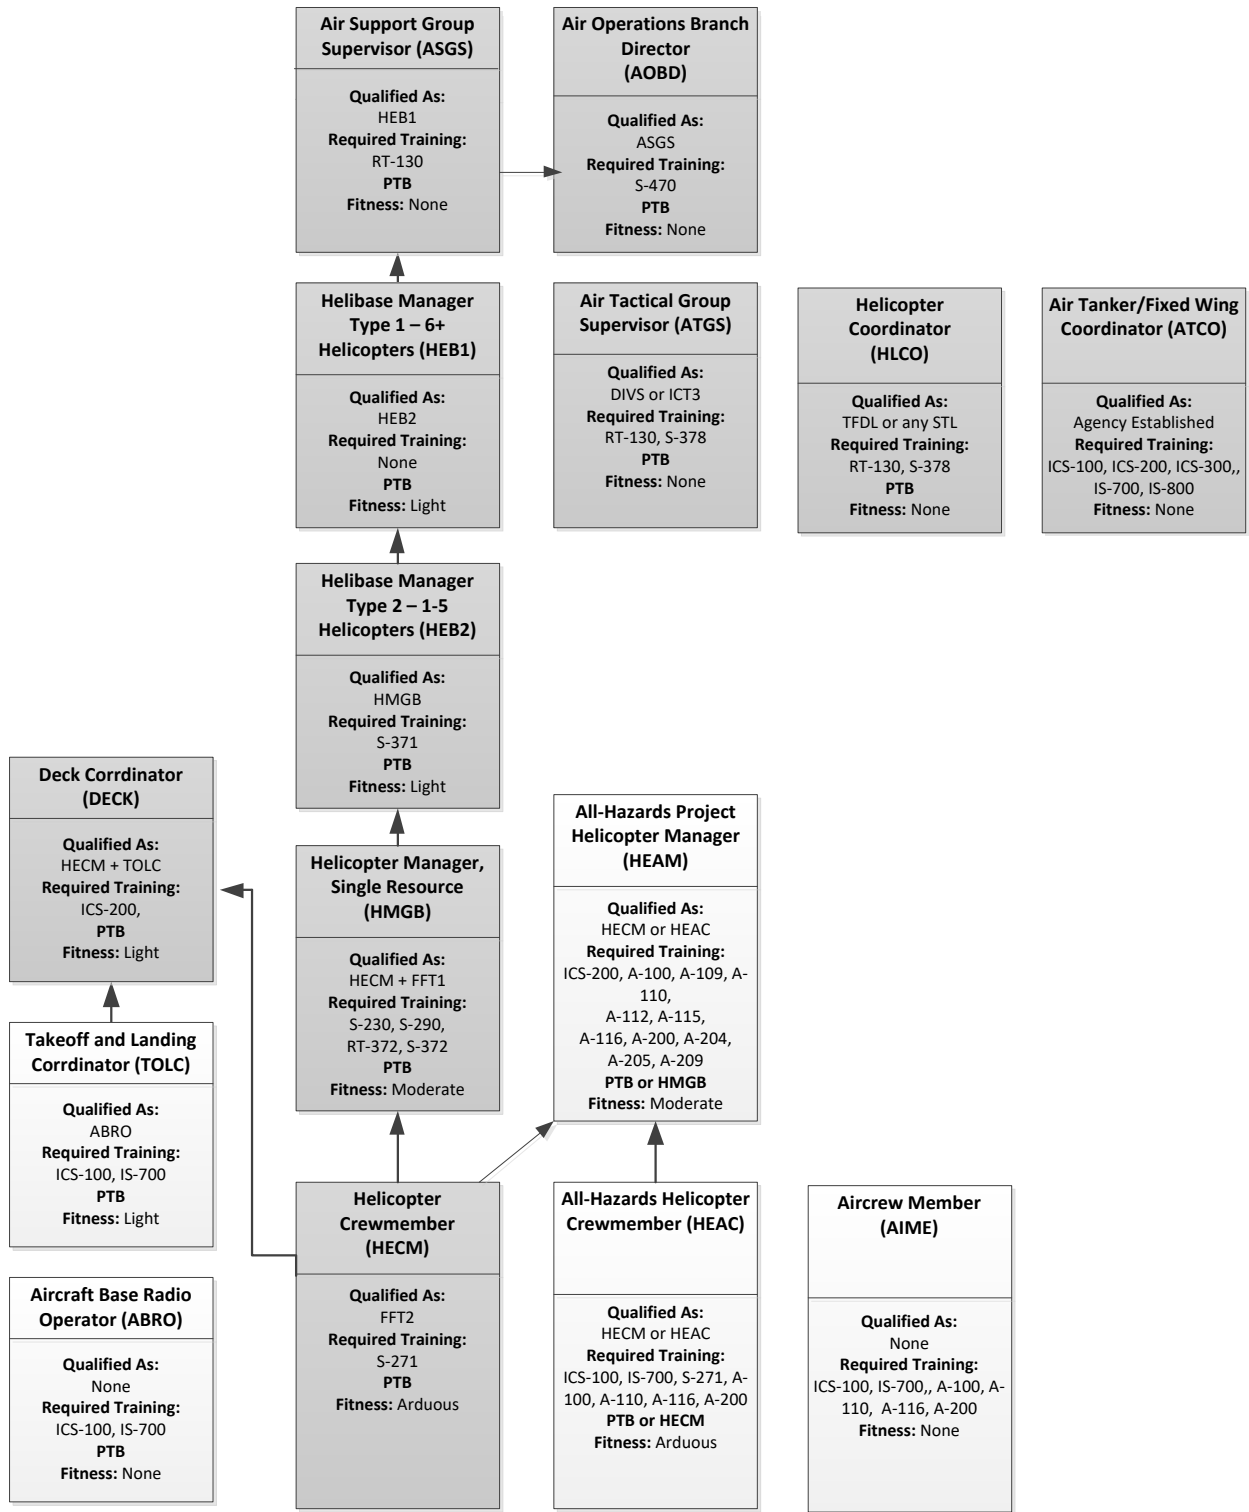 Air Support Group
Supervisor (ASGS)
Qualified As:
HEB1
Required Training:
RT-130
PTB
Fitness: None
Air Operations Branch
Director
(AOBD)
Qualified As:
ASGS
Required Training:
S-470
PTB
Fitness: None
Helibase Manager
Type 1 – 6+
Helicopters (HEB1)
Qualified As:
HEB2
Required Training:
None
PTB
Fitness: Light
Air Tactical Group
Supervisor (ATGS)
Qualified As:
DIVS or ICT3
Required Training:
RT-130, S-378
PTB
Fitness: None
Helicopter
Coordinator
(HLCO)
Qualified As:
TFDL or any STL
Required Training:
RT-130, S-378
PTB
Fitness: None
Air Tanker/Fixed Wing
Coordinator (ATCO)
Qualified As:
Agency Established
Required Training:
ICS-100, ICS-200, ICS-300,,
IS-700, IS-800
Fitness: None
Helibase Manager
Type 2 – 1-5
Helicopters (HEB2)
Qualified As:
HMGB
Required Training:
S-371
PTB
Fitness: Light
Deck Corrdinator
(DECK)
Qualified As:
HECM + TOLC
Required Training:
ICS-200,
PTB
Fitness: Light
Helicopter Manager,
Single Resource
(HMGB)
Qualified As:
HECM + FFT1
Required Training:
S-230, S-290,
RT-372, S-372
PTB
Fitness: Moderate
All-Hazards Project
Helicopter Manager
(HEAM)
Qualified As:
HECM or HEAC
Required Training:
ICS-200, A-100, A-109, A-
110,
A-112, A-115,
A-116, A-200, A-204,
A-205, A-209
PTB or HMGB
Fitness: Moderate
Takeoff and Landing
Corrdinator (TOLC)
Qualified As:
ABRO
Required Training:
ICS-100, IS-700
PTB
Fitness: Light
Aircraft Base Radio
Operator (ABRO)
Qualified As:
None
Required Training:
ICS-100, IS-700
PTB
Fitness: None
Helicopter
Crewmember
(HECM)
Qualified As:
FFT2
Required Training:
S-271
PTB
Fitness: Arduous
All-Hazards Helicopter
Crewmember (HEAC)
Qualified As:
HECM or HEAC
Required Training:
ICS-100, IS-700, S-271, A-
100, A-110, A-116, A-200
PTB or HECM
Fitness: Arduous
Aircrew Member
(AIME)
Qualified As:
None
Required Training:
ICS-100, IS-700,, A-100, A-
110, A-116, A-200
Fitness: None